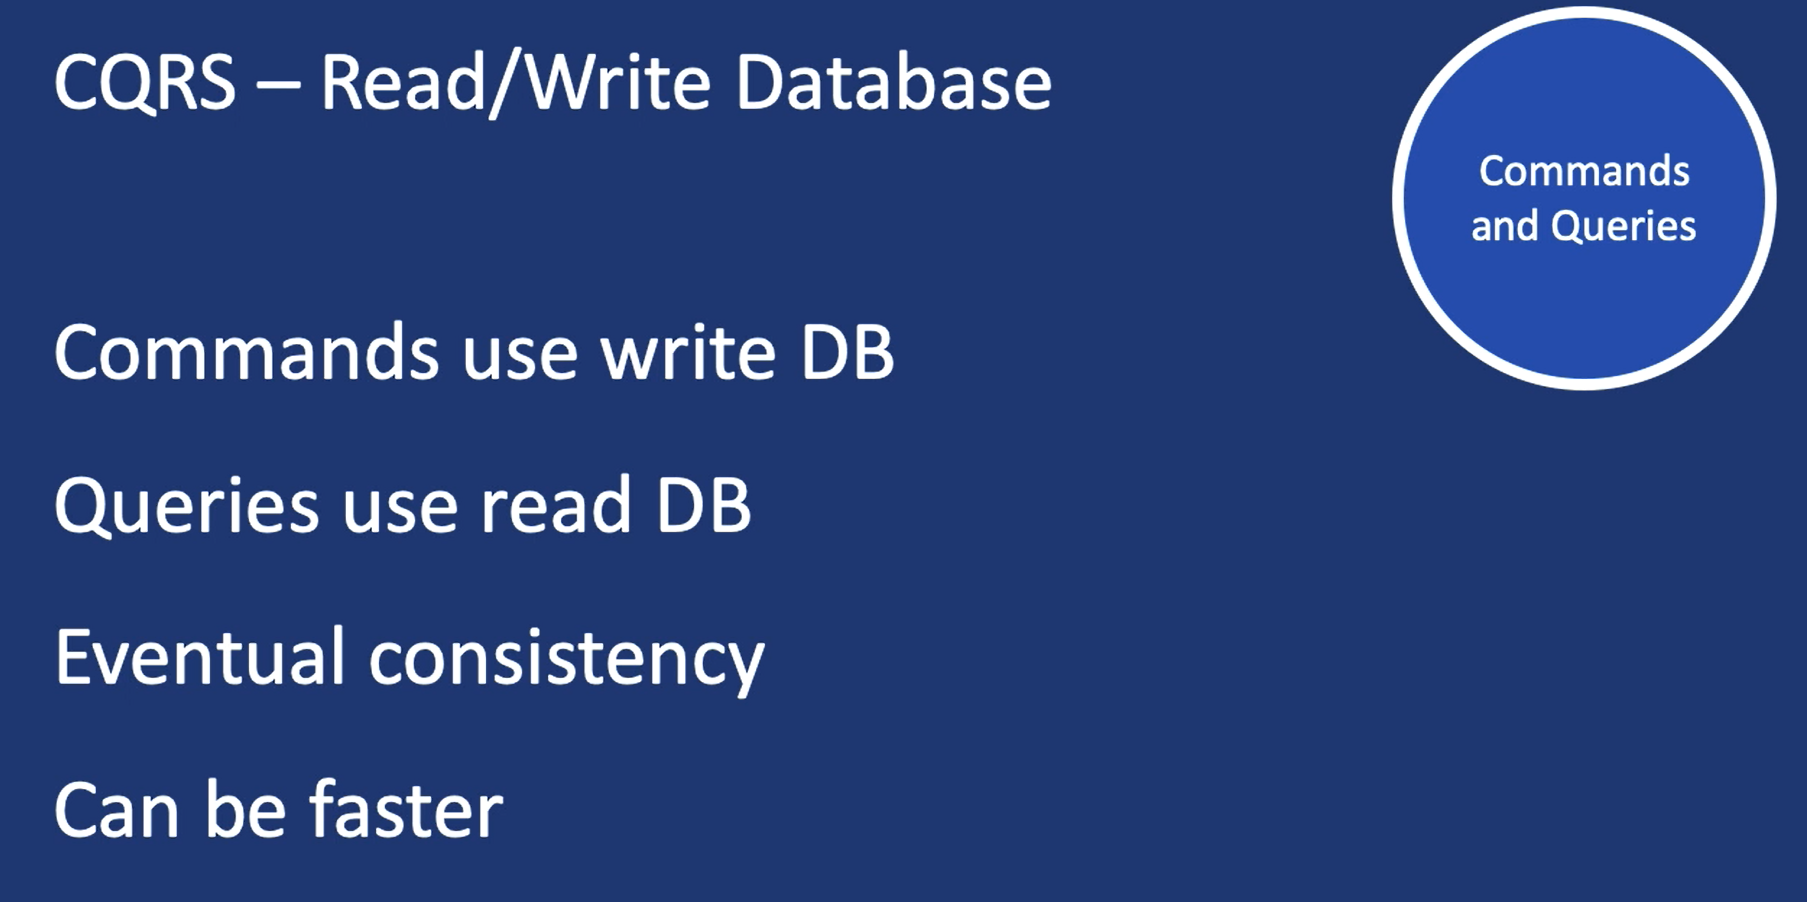 CQRS – Read/Write Database
Commands
and Queries
Commands use write DB
Queries use read DB
Eventual consistency
Can be faster